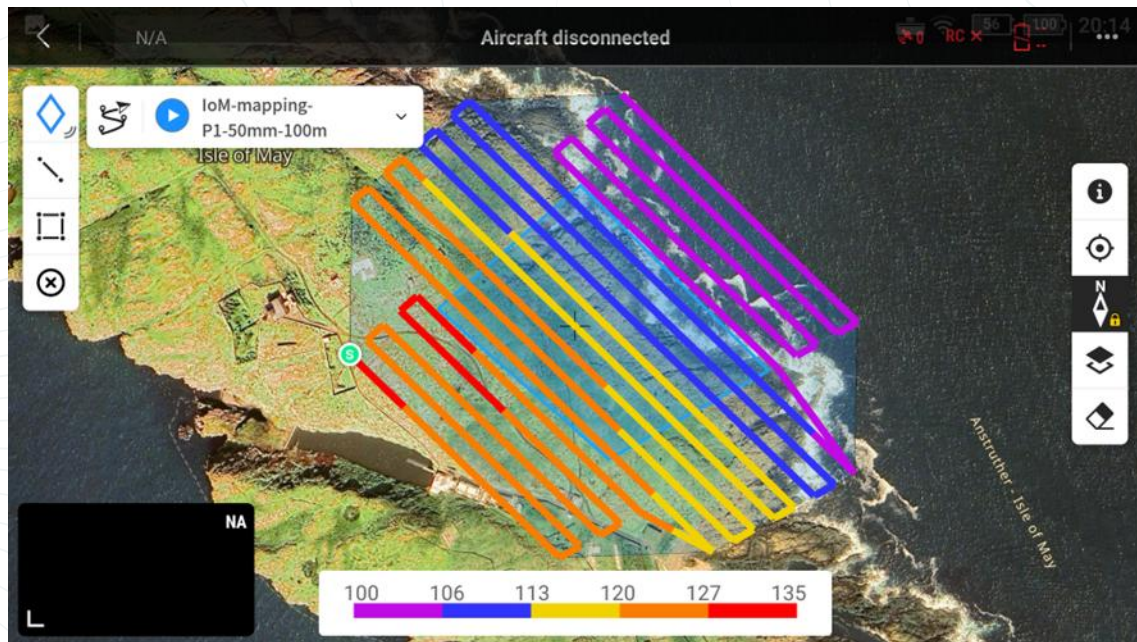 N/A
Aircraft disconnected
0
RC
56
100
20:14
--
IoM-mapping-
P1-50mm-100m
Isle of May
N
S
Anstruther - Isle of May
NA
100 106 113 120 127 135